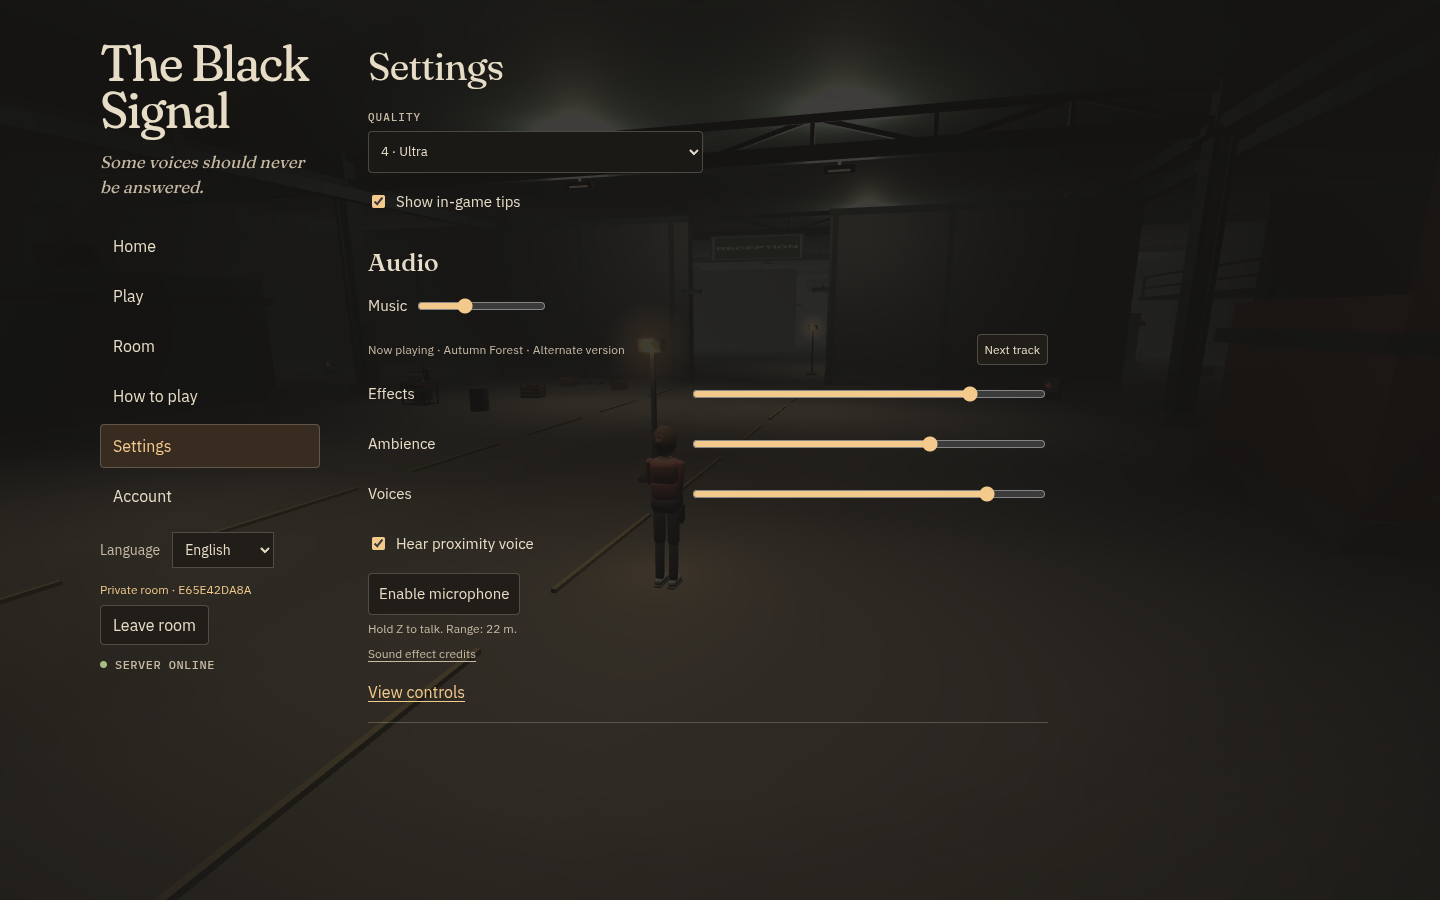 The Black
Signal
Some voices should never
be answered.
Home
Play
Room
How to play
Settings
Account
Language English
Private room · E65E42DA8A
Leave room
SERVER ONLINE
Settings
QUALITY
4 · Ultra
Show in-game tips
Audio
Music
Now playing · Autumn Forest · Alternate version
Next track
Effects
Ambience
Voices
Hear proximity voice
Enable microphone
Hold Z to talk. Range: 22 m.
Sound effect credits
View controls
RECEPTION